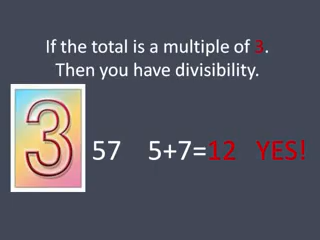 If the total is a multiple of 3.
Then you have divisibility.
3
57 5+7=12 YES!